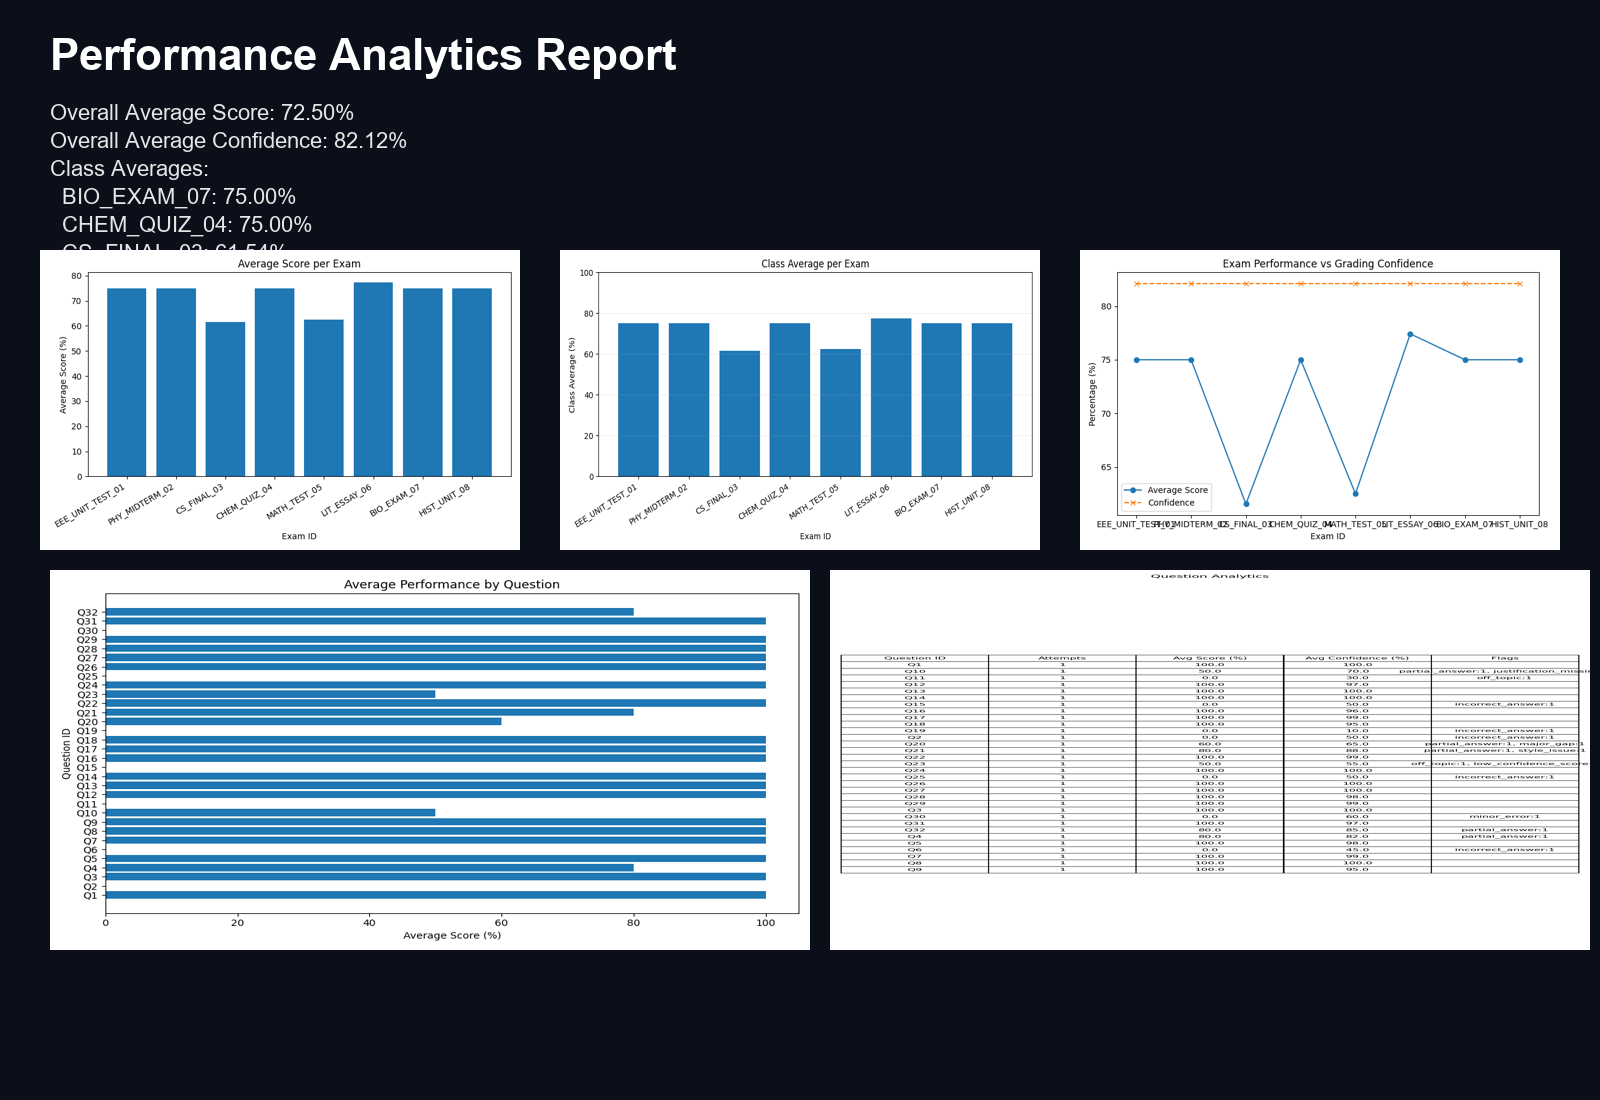 Performance Analytics Report
Overall Average Score: 72.50%
Overall Average Confidence: 82.12%
Class Averages:
BIO_EXAM_07: 75.00%
CHEM_QUIZ_04: 75.00%
CS_FINAL_03: 61.54%
Average Score per Exam
80
70
60
50
40
30
20
10
0
Average Score (%)
EEE_UNIT_TEST_01
PHY_MIDTERM_02
CS_FINAL_03
CHEM_QUIZ_04
MATH_TEST_05
LIT_ESSAY_06
BIO_EXAM_07
HIST_UNIT_08
Exam ID
Class Average per Exam
100
80
60
40
20
0
Class Average (%)
EEE_UNIT_TEST_01
PHY_MIDTERM_02
CS_FINAL_03
CHEM_QUIZ_04
MATH_TEST_05
LIT_ESSAY_06
BIO_EXAM_07
HIST_UNIT_08
Exam ID
Exam Performance vs Grading Confidence
80
75
70
65
Percentage (%)
Average Score
Confidence
EEE_UNIT_TEST_01 PHY_MIDTERM_02 CS_FINAL_03 CHEM_QUIZ_04 MATH_TEST_05 LIT_ESSAY_06 BIO_EXAM_07 HIST_UNIT_08
Exam ID
Average Performance by Question
Q32
Q31
Q30
Q29
Q28
Q27
Q26
Q25
Q24
Q23
Q22
Q21
Q20
Q19
Q18
Q17
Q16
Q15
Q14
Q13
Q12
Q11
Q10
Q9
Q8
Q7
Q6
Q5
Q4
Q3
Q2
Q1
Question ID
0 20 40 60 80 100
Average Score (%)
Question Analytics
Question ID Attempts Avg Score (%) Avg Confidence (%) Flags
Q1 1 100.0 100.0
Q10 1 50.0 70.0 partial_answer:1, justification_missi
Q11 1 0.0 30.0 off_topic:1
Q12 1 100.0 97.0
Q13 1 100.0 100.0
Q14 1 100.0 100.0
Q15 1 0.0 50.0 incorrect_answer:1
Q16 1 100.0 96.0
Q17 1 100.0 99.0
Q18 1 100.0 95.0
Q19 1 0.0 10.0 incorrect_answer:1
Q2 1 0.0 50.0 incorrect_answer:1
Q20 1 60.0 65.0 partial_answer:1, major_gap:1
Q21 1 80.0 88.0 partial_answer:1, style_issue:1
Q22 1 100.0 99.0
Q23 1 50.0 55.0 off_topic:1, low_confidence_score
Q24 1 100.0 100.0
Q25 1 0.0 50.0 incorrect_answer:1
Q26 1 100.0 100.0
Q27 1 100.0 100.0
Q28 1 100.0 98.0
Q29 1 100.0 99.0
Q3 1 100.0 100.0
Q30 1 0.0 60.0 minor_error:1
Q31 1 100.0 97.0
Q32 1 80.0 85.0 partial_answer:1
Q4 1 80.0 82.0 partial_answer:1
Q5 1 100.0 98.0
Q6 1 0.0 45.0 incorrect_answer:1
Q7 1 100.0 99.0
Q8 1 100.0 100.0
Q9 1 100.0 95.0